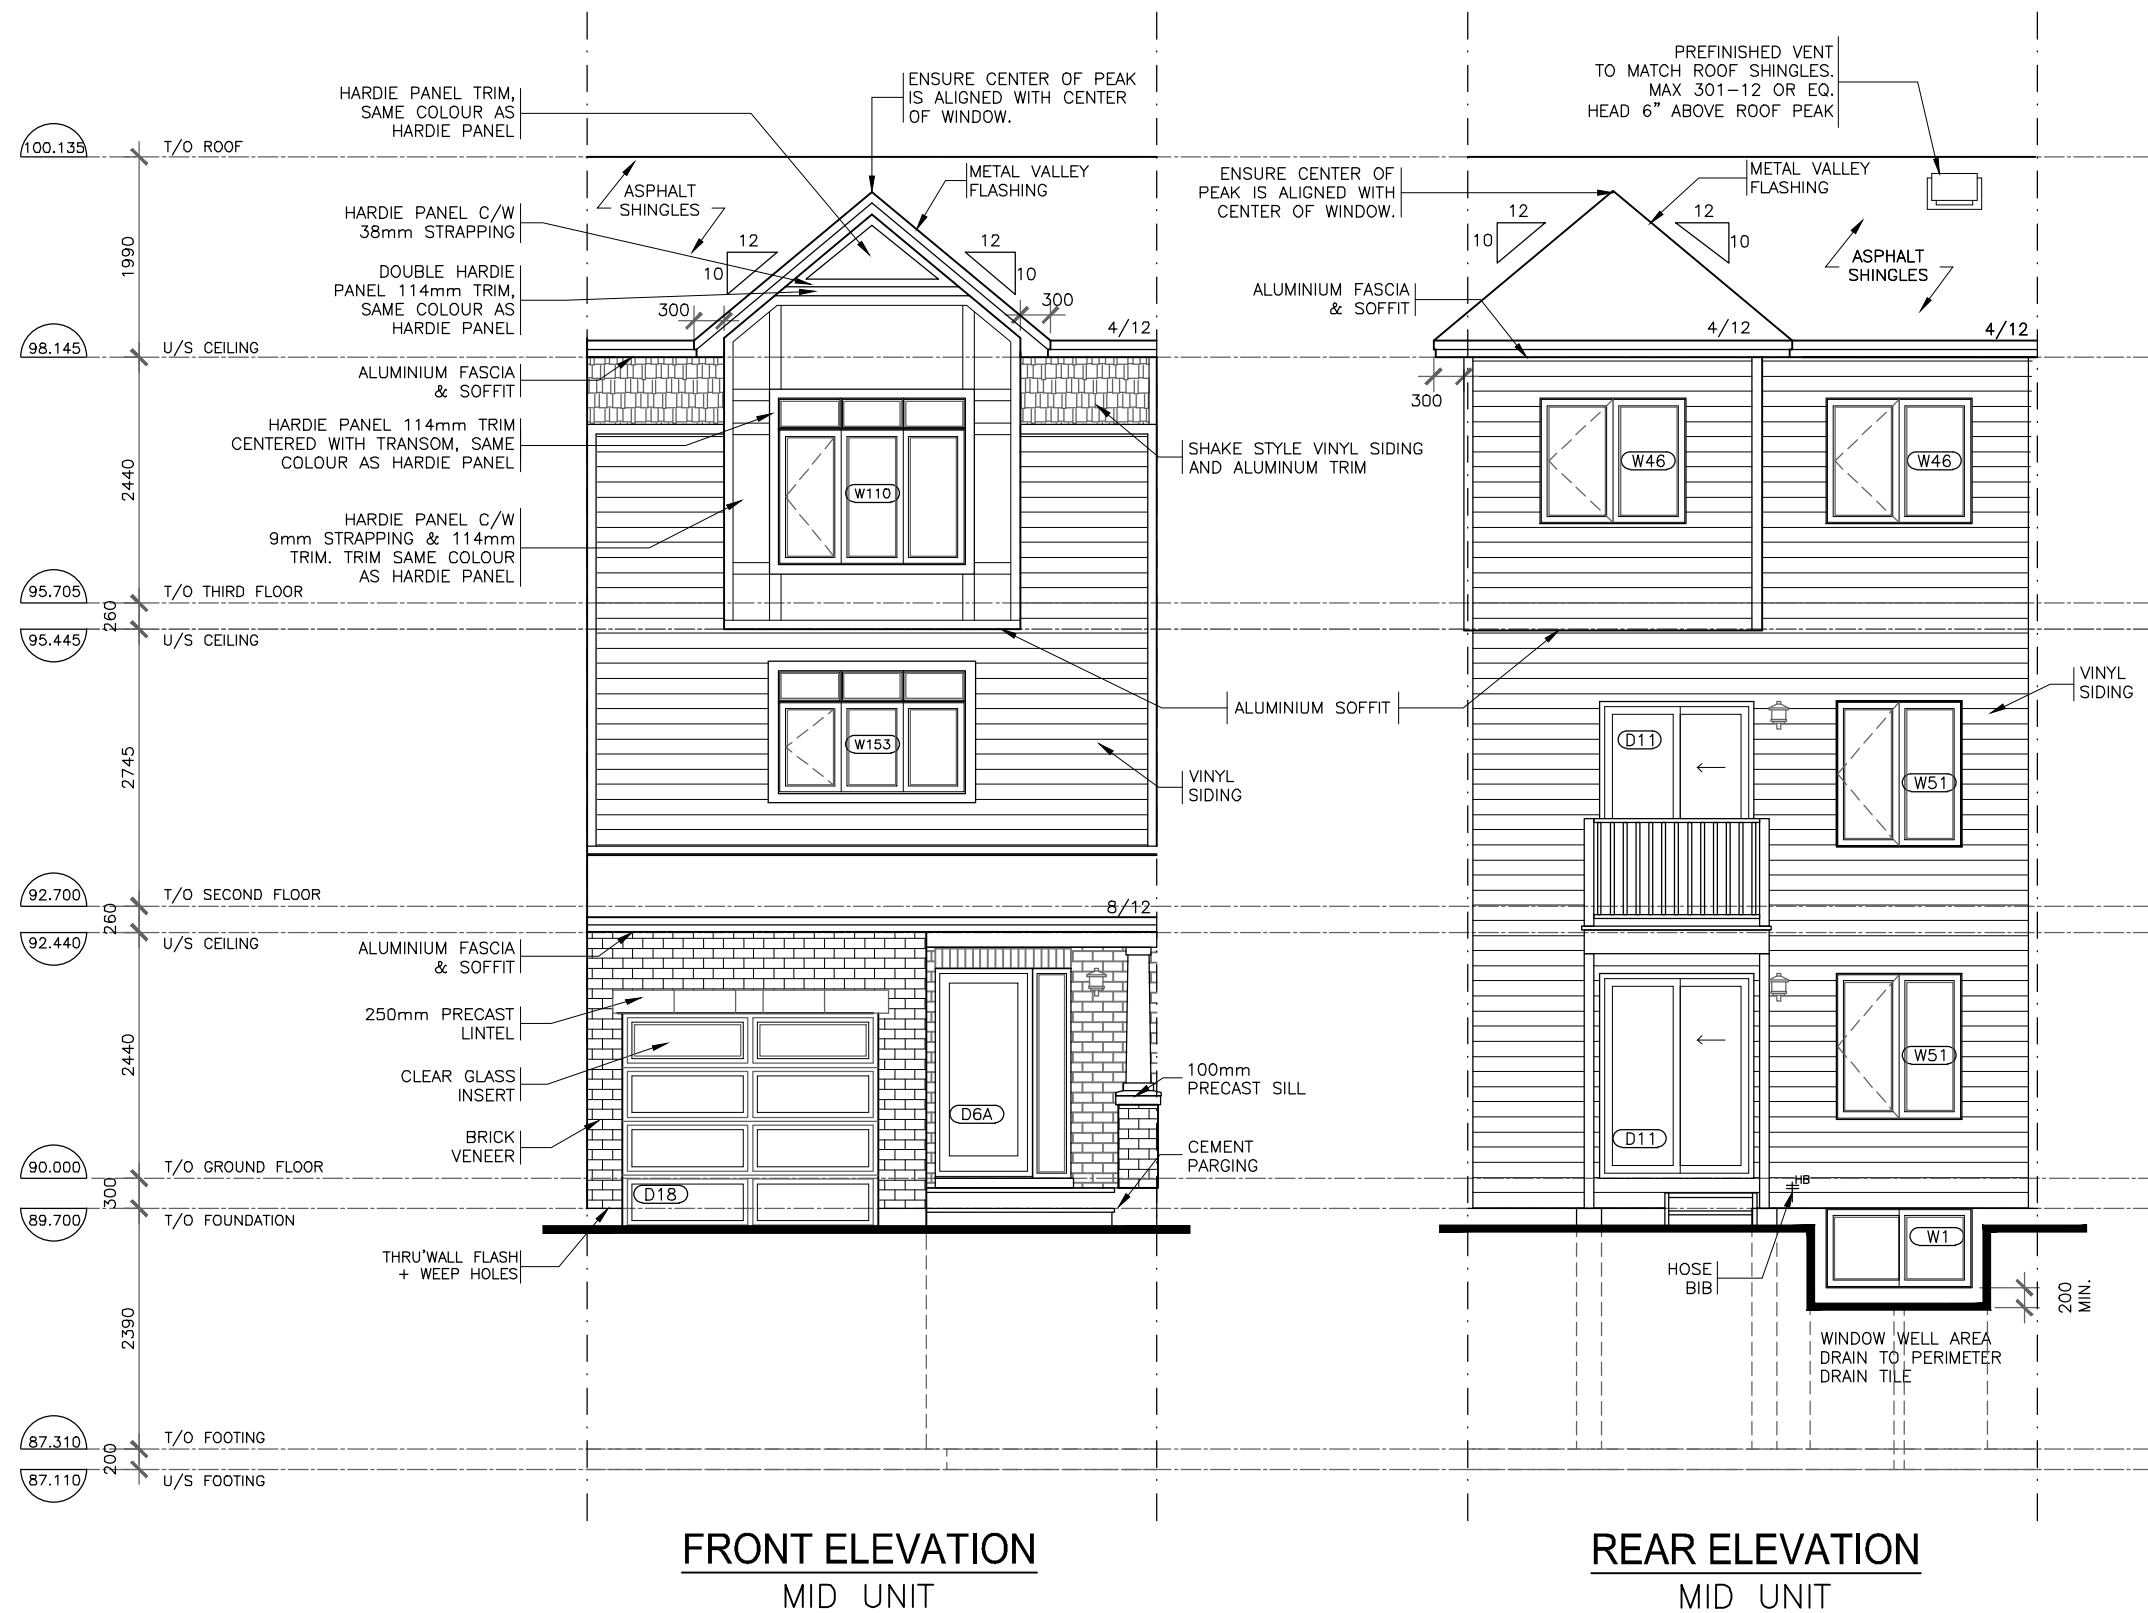 100.135
T/O ROOF
1990
98.145
U/S CEILING
2440
95.705
T/O THIRD FLOOR
260
95.445
U/S CEILING
2745
92.700
T/O SECOND FLOOR
260
92.440
U/S CEILING
2440
90.000
T/O GROUND FLOOR
300
89.700
T/O FOUNDATION
2390
87.310
T/O FOOTING
200
87.110
U/S FOOTING
HARDIE PANEL TRIM,
SAME COLOUR AS
HARDIE PANEL
HARDIE PANEL C/W
38mm STRAPPING
DOUBLE HARDIE
PANEL 114mm TRIM,
SAME COLOUR AS
HARDIE PANEL
ALUMINIUM FASCIA
& SOFFIT
HARDIE PANEL 114mm TRIM
CENTERED WITH TRANSOM, SAME
COLOUR AS HARDIE PANEL
HARDIE PANEL C/W
9mm STRAPPING & 114mm
TRIM. TRIM SAME COLOUR
AS HARDIE PANEL
ALUMINIUM FASCIA
& SOFFIT
250mm PRECAST
LINTEL
CLEAR GLASS
INSERT
BRICK
VENEER
THRU'WALL FLASH
+ WEEP HOLES
ENSURE CENTER OF PEAK
IS ALIGNED WITH CENTER
OF WINDOW.
METAL VALLEY
FLASHING
ASPHALT
SHINGLES
12
10
12
10
300
300
4/12
W110
W153
8/12
D6A
D18
SHAKE STYLE VINYL SIDING
AND ALUMINUM TRIM
ALUMINIUM SOFFIT
VINYL
SIDING
100mm
PRECAST SILL
CEMENT
PARGING
FRONT ELEVATION
MID UNIT
PREFINISHED VENT
TO MATCH ROOF SHINGLES.
MAX 301-12 OR EQ.
HEAD 6" ABOVE ROOF PEAK
ENSURE CENTER OF
PEAK IS ALIGNED WITH
CENTER OF WINDOW.
METAL VALLEY
FLASHING
12
10
12
10
ASPHALT
SHINGLES
ALUMINIUM FASCIA
& SOFFIT
4/12
4/12
300
W46
W46
VINYL
SIDING
D11
W51
W51
D11
HB
W1
HOSE
BIB
200
MIN.
WINDOW WELL AREA
DRAIN TO PERIMETER
DRAIN TILE
REAR ELEVATION
MID UNIT